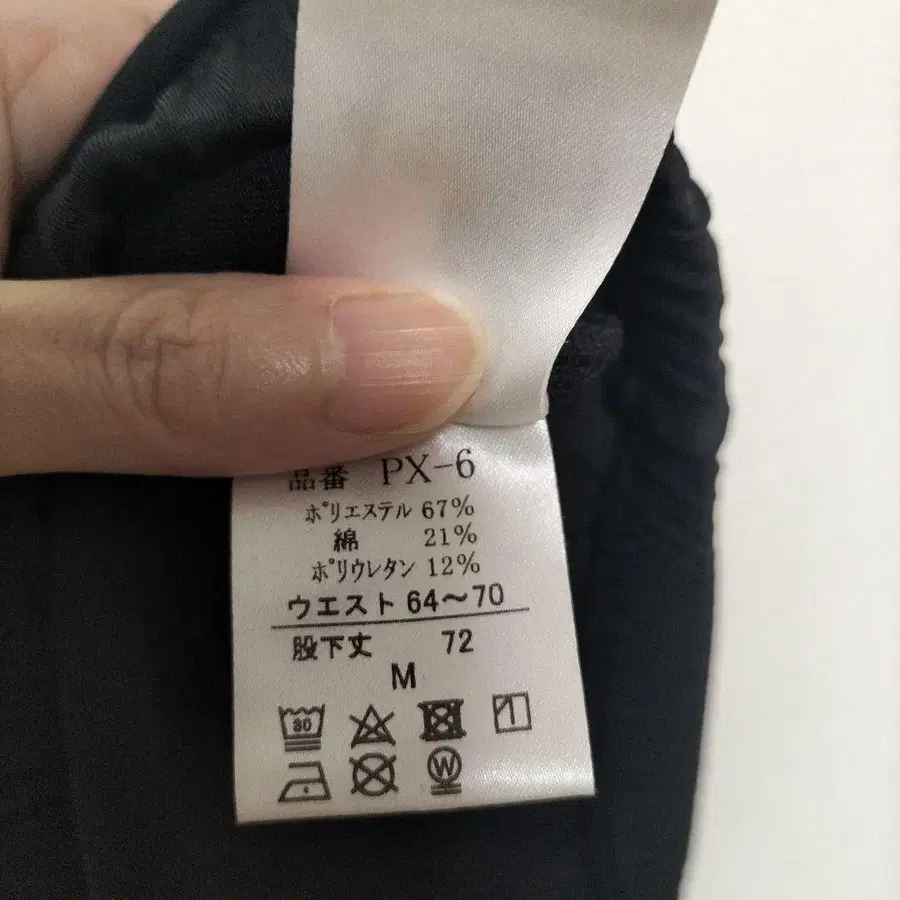 品番 PX-6
ポリエステル 67%
綿 21%
ポリウレタン 12%
ウエスト 64～70
股下丈 72
M
30
W